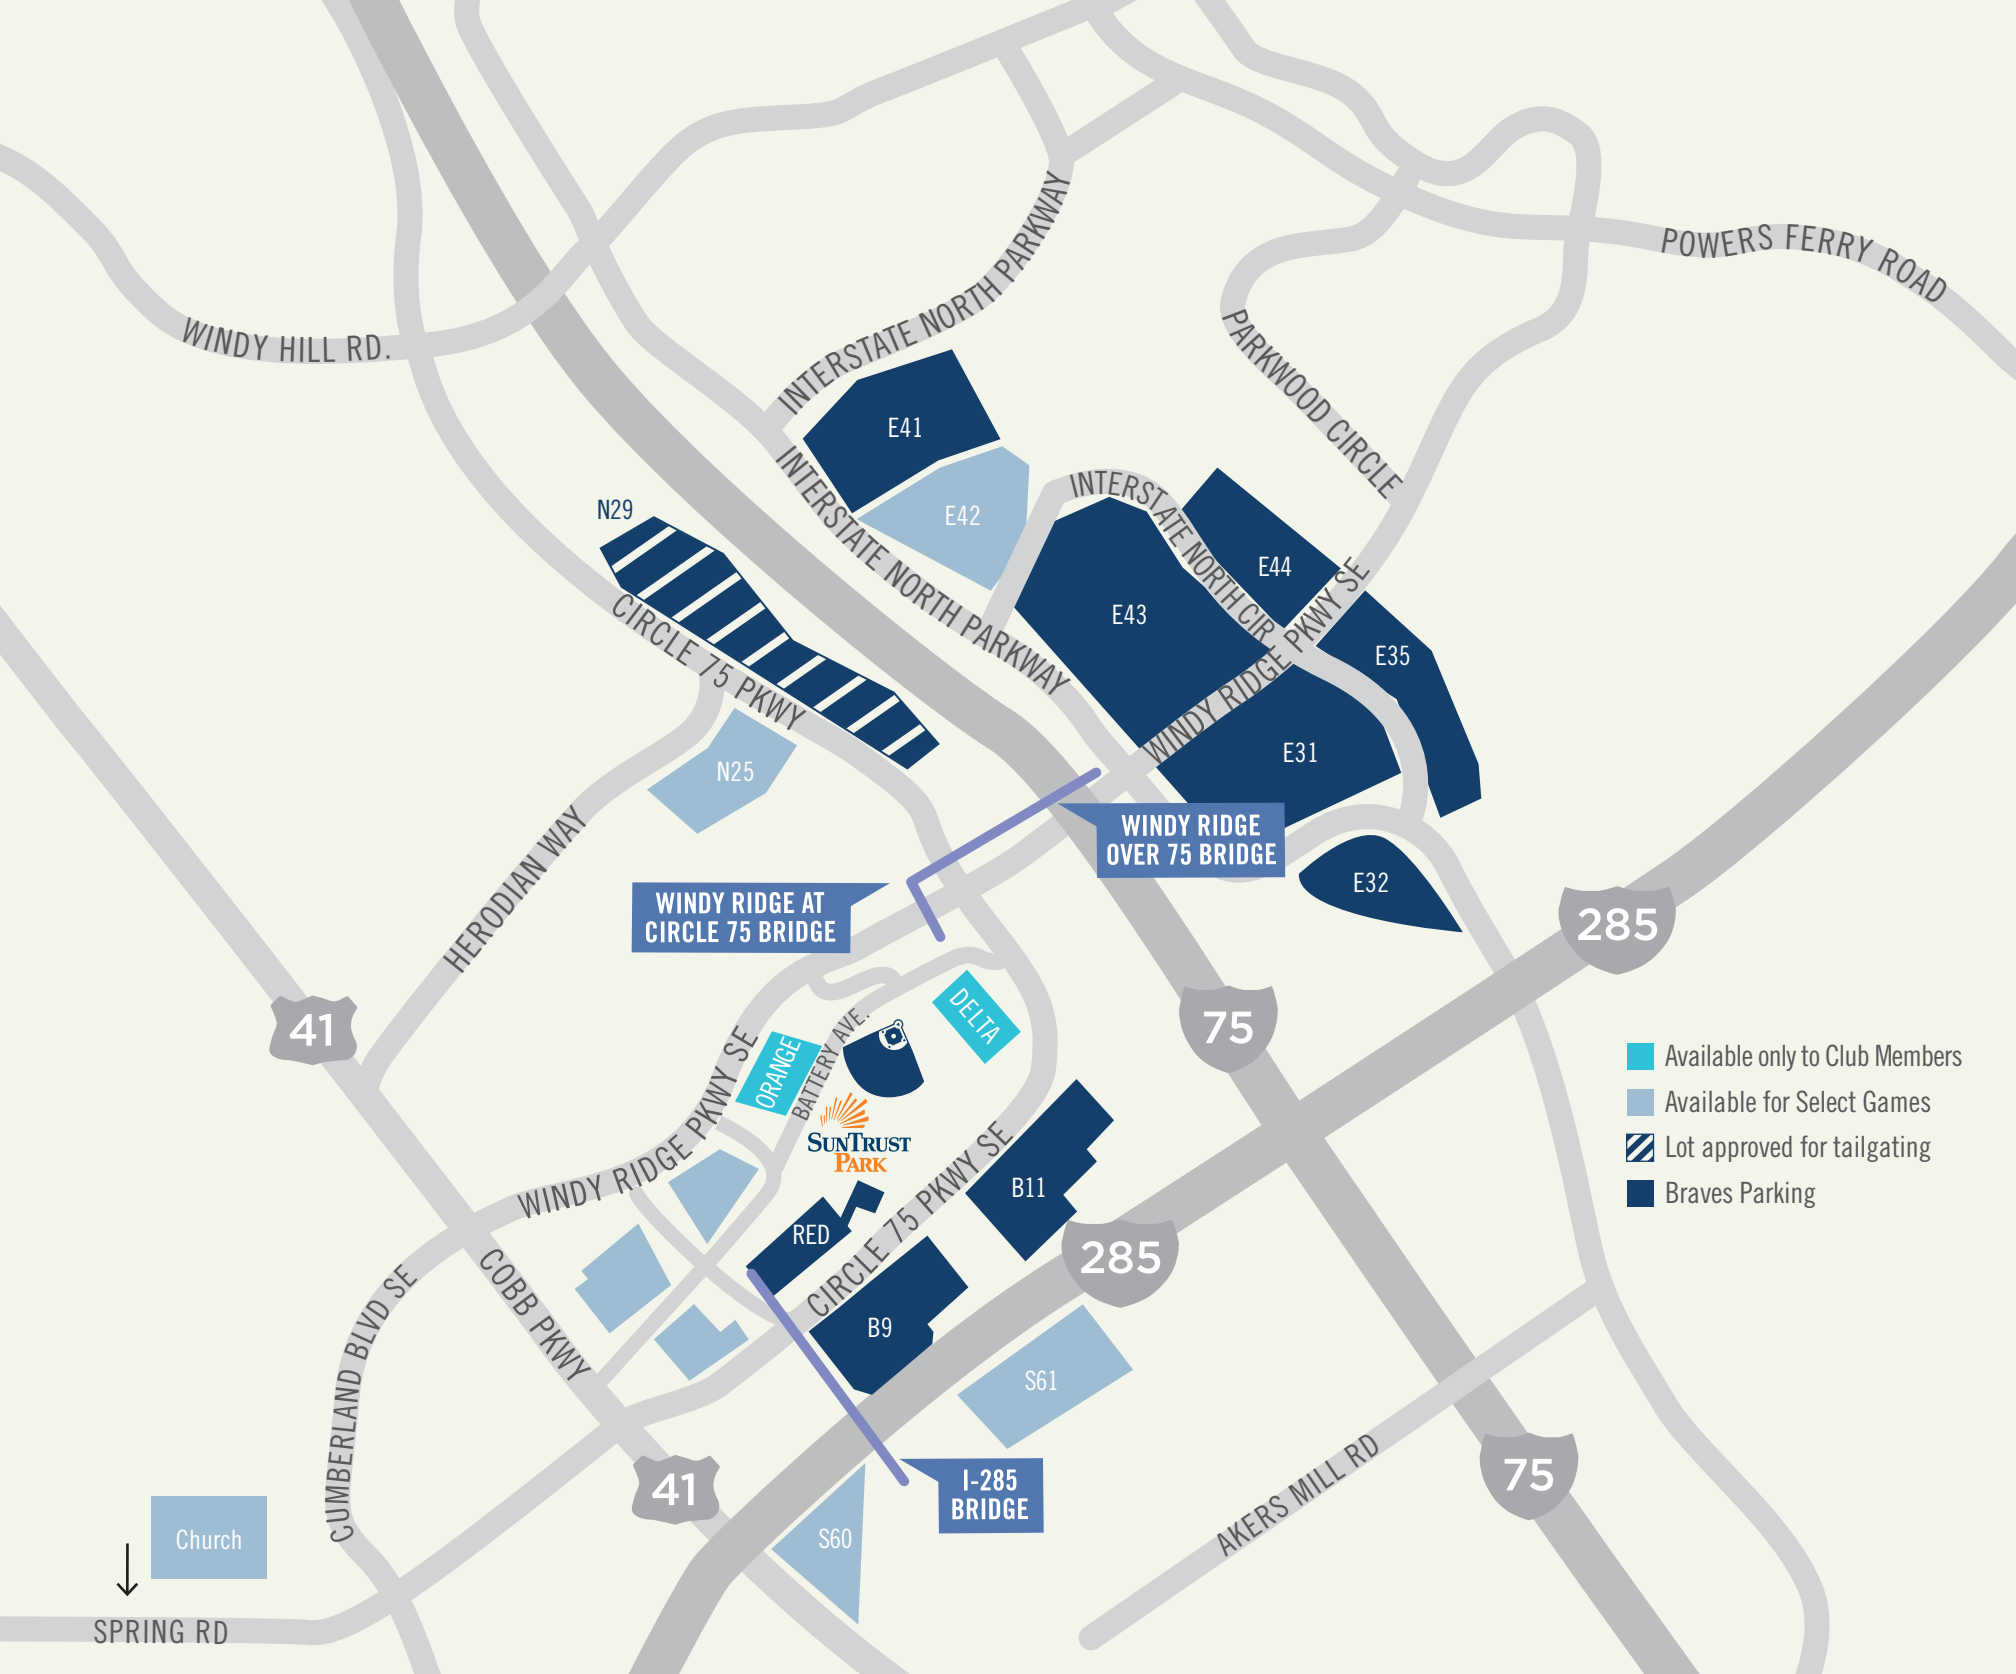 POWERS FERRY ROAD
INTERSTATE NORTH PARKWAY
WINDY HILL RD.
PARKWOOD CIRCLE
E41
INTERSTATE NORTH PARKWAY
INTERSTATE NORTH CIR
E42
N29
E44
E43
WINDY RIDGE PKWY SE
CIRCLE 75 PKWY
E35
N25
E31
WINDY RIDGE
OVER 75 BRIDGE
HERODIAN WAY
E32
WINDY RIDGE AT
CIRCLE 75 BRIDGE
285
41
75
DELTA
ORANGE
BATTERY AVE.
WINDY RIDGE PKWY SE
SUNTRUST
PARK
Available only to Club Members
Available for Select Games
Lot approved for tailgating
Braves Parking
B11
RED
CIRCLE 75 PKWY SE
285
CUMBERLAND BLVD SE
COBB PKWY
B9
S61
41
I-285
BRIDGE
75
AKERS MILL RD
S60
Church
SPRING RD